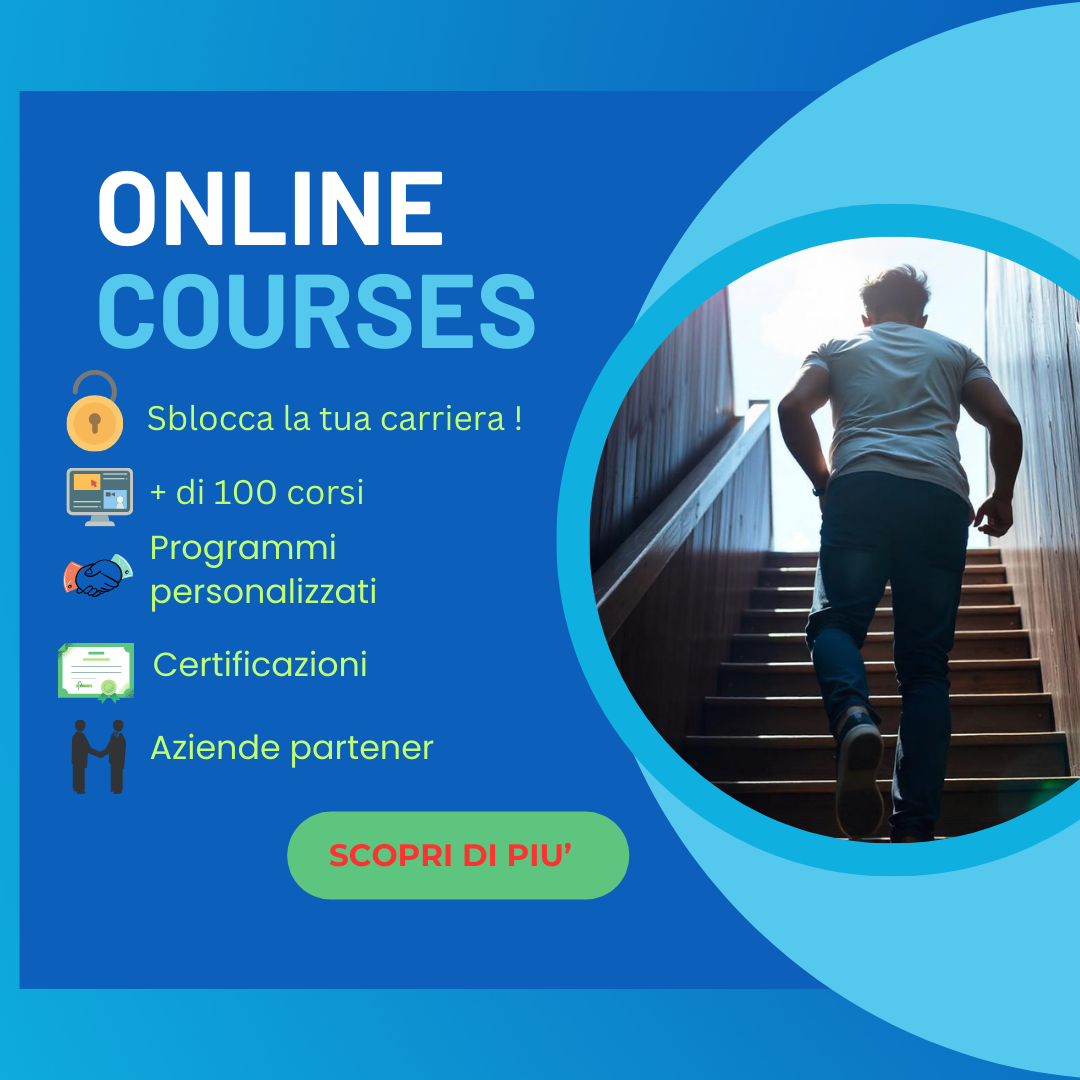 ONLINE
COURSES
Sblocca la tua carriera !
+ di 100 corsi
Programmi
personalizzati
Certificazioni
Aziende partener
SCOPRI DI PIU’